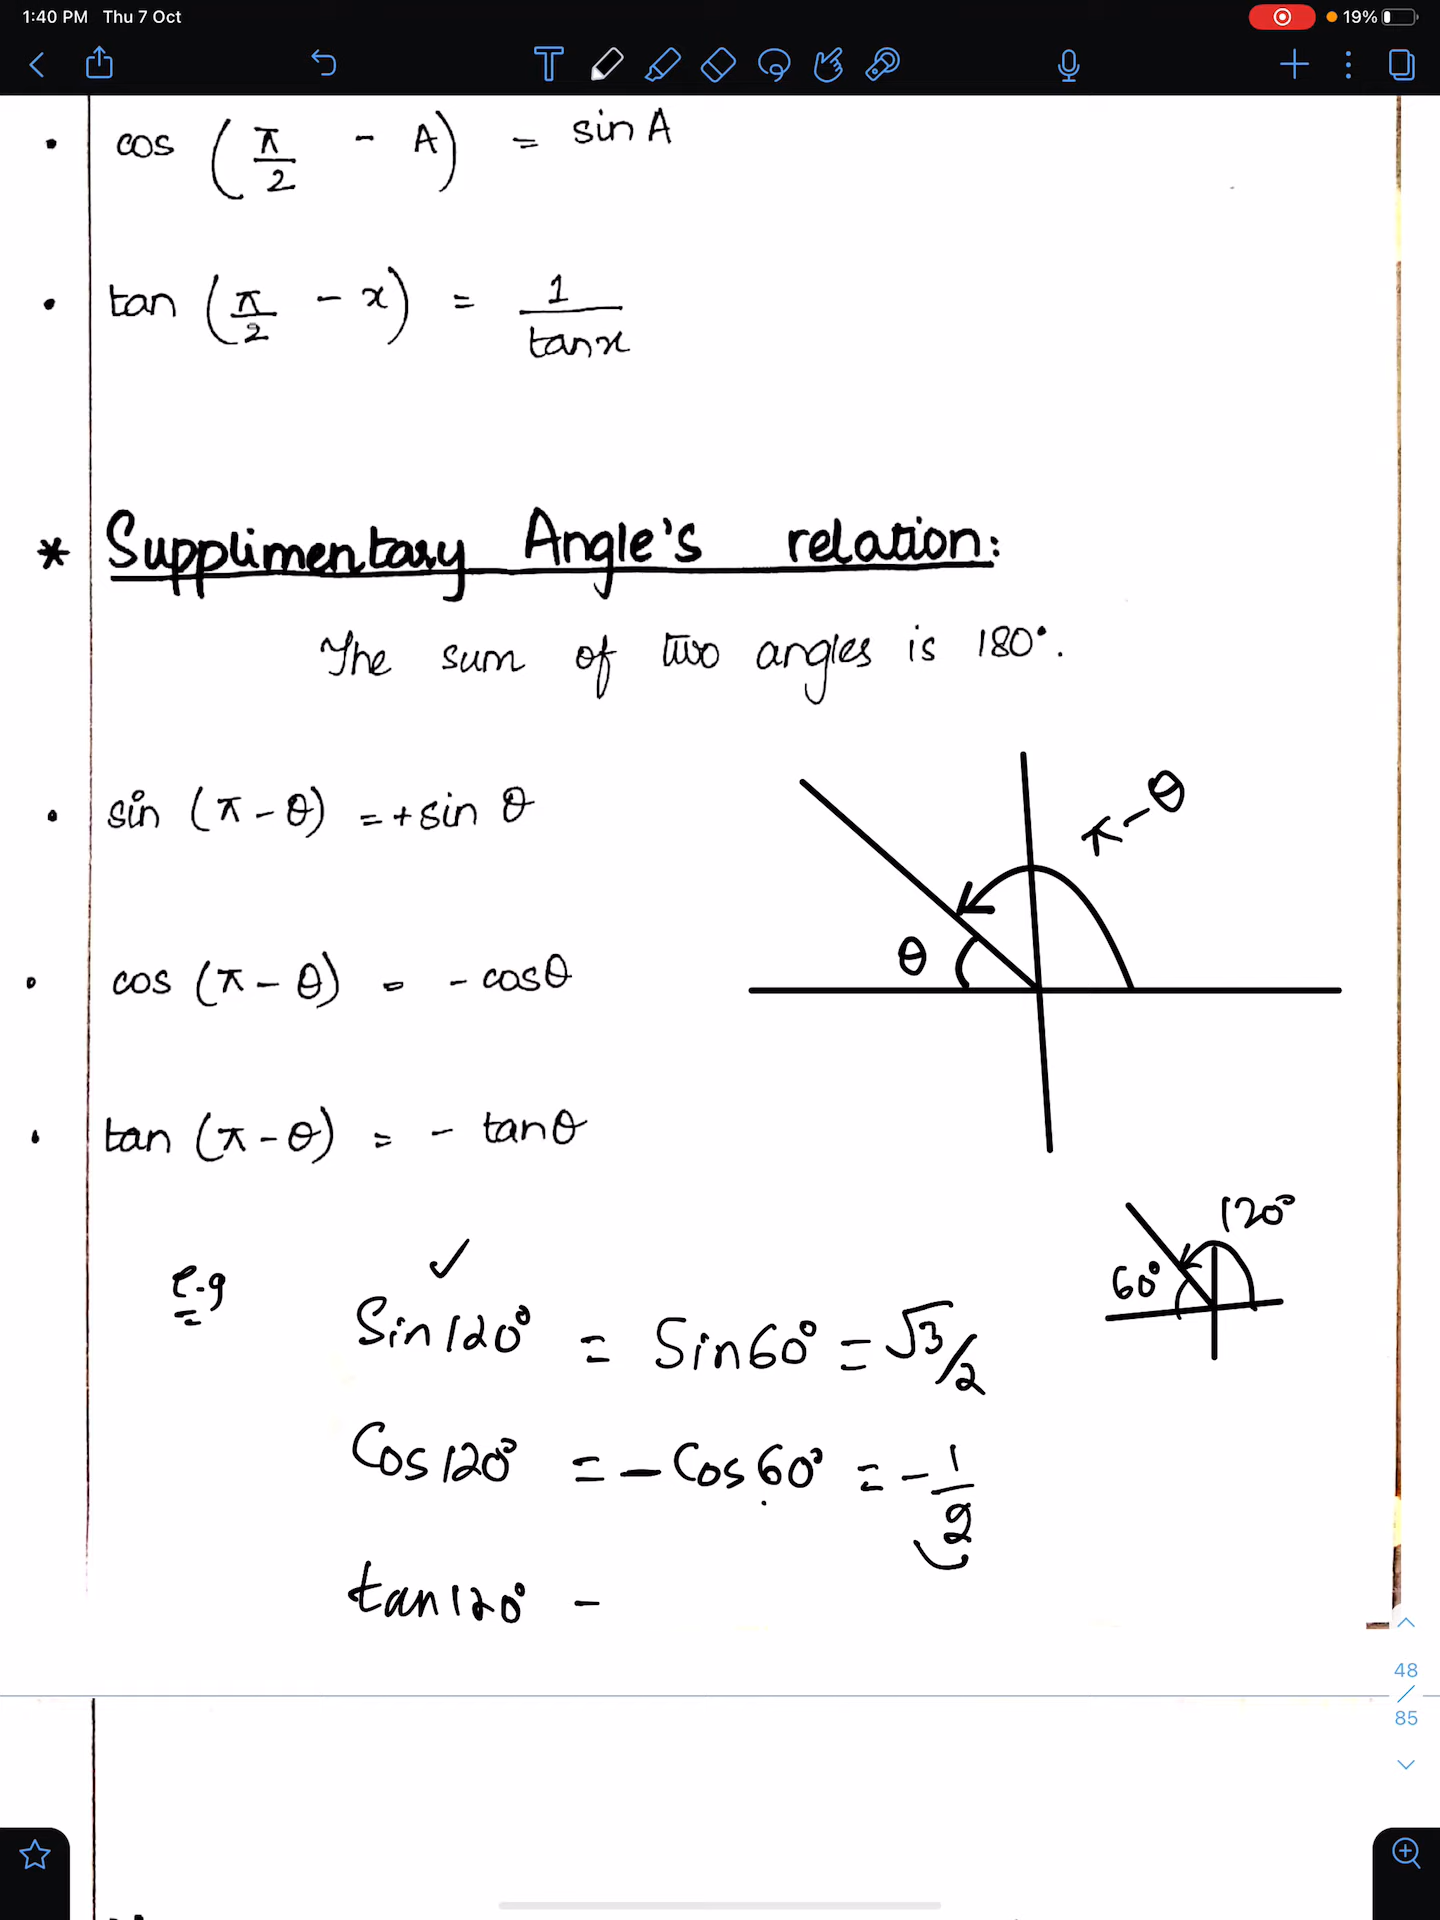 1:40 PM Thu 7 Oct 19%
• cos (π/2 - A) = sin A
• tan (π/2 - x) = 1/tanx
* Supplimentary Angle's relation:
The sum of two angles is 180°.
π-θ
• sin (π-θ) = + sin θ
θ
• cos (π-θ) = - cosθ
• tan (π-θ) = - tanθ
120°
60°
e.g ✓
Sin120° = Sin60° = √3/2
Cos120° = - Cos60° = - 1/2
tan120° -
48
/
85